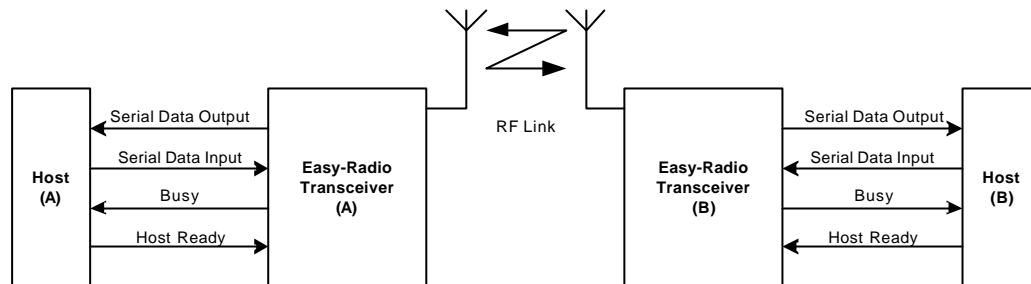 RF Link
Serial Data Output
Serial Data Input
Busy
Host Ready
Host
(A)
Easy-Radio
Transceiver
(A)
Easy-Radio
Transceiver
(B)
Serial Data Output
Serial Data Input
Busy
Host Ready
Host
(B)